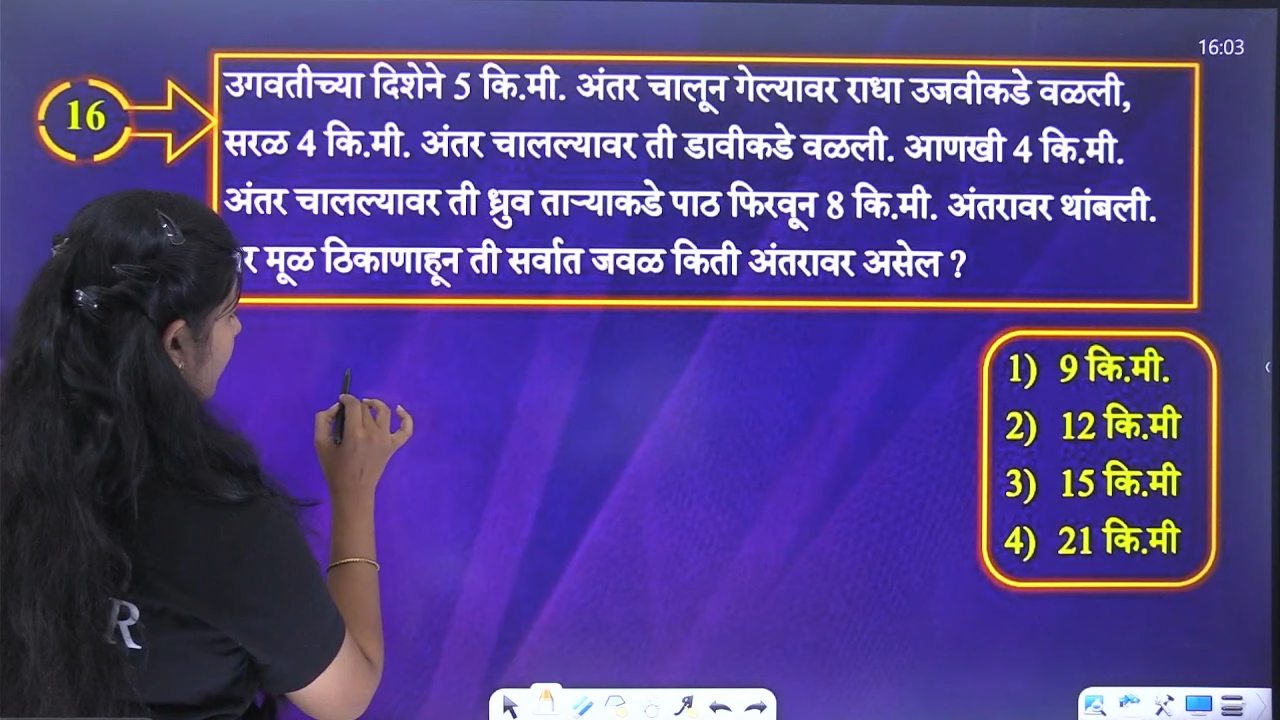 16:03
16
उगवतीच्या दिशेने 5 कि.मी. अंतर चालून गेल्यावर राधा उजवीकडे वळली,
सरळ 4 कि.मी. अंतर चालल्यावर ती डावीकडे वळली. आणखी 4 कि.मी.
अंतर चालल्यावर ती ध्रुव ताऱ्याकडे पाठ फिरवून 8 कि.मी. अंतरावर थांबली.
मूळ ठिकाणाहून ती सर्वात जवळ किती अंतरावर असेल ?
1) 9 कि.मी.
2) 12 कि.मी
3) 15 कि.मी
4) 21 कि.मी
R